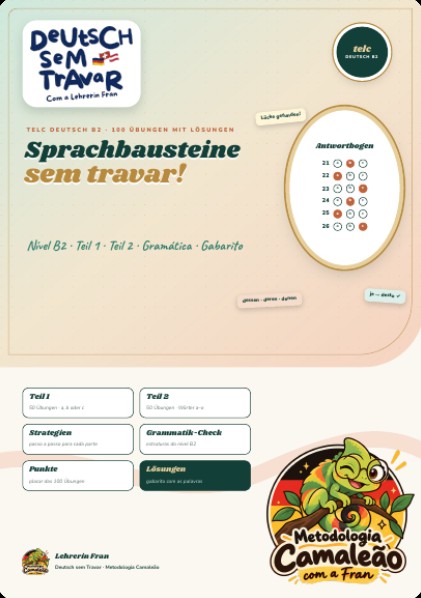 DEUTSCH
SEM
TRAVAR
Com a Lehrerin Fran
telc
DEUTSCH B2
Lücke gefunden!
TELC DEUTSCH B2 · 100 ÜBUNGEN MIT LÖSUNGEN
Sprachbausteine
sem travar!
Antwortbogen
21
22
23
24
25
26
Nível B2 · Teil 1 · Teil 2 · Gramática · Gabarito
je … desto ✓
Teil 1
50 Übungen · a, b oder c
Teil 2
50 Übungen · Wörter a–o
Strategien
passo a passo para cada parte
Grammatik-Check
estruturas do nível B2
Punkte
placar dos 100 Übungen
Lösungen
gabarito com as palavras
Metodologia
Camaleão
com a Fran
Lehrerin Fran
Deutsch sem Travar · Metodologia Camaleão